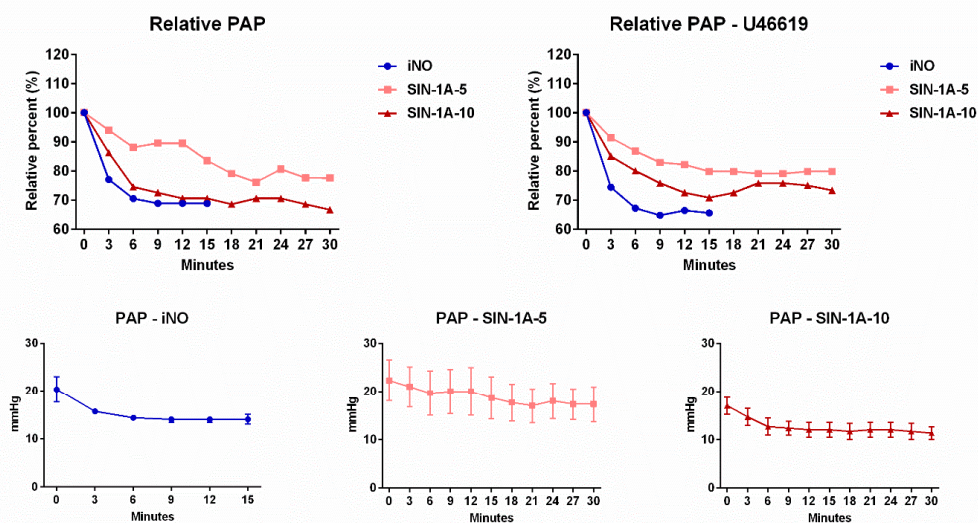 Relative PAP
Relative percent (%)
120
110
100
90
80
70
60
0 3 6 9 12 15 18 21 24 27 30
Minutes
iNO
SIN-1A-5
SIN-1A-10
Relative PAP - U46619
Relative percent (%)
120
110
100
90
80
70
60
0 3 6 9 12 15 18 21 24 27 30
Minutes
iNO
SIN-1A-5
SIN-1A-10
PAP - iNO
mmHg
30
20
10
0
0 3 6 9 12 15
Minutes
PAP - SIN-1A-5
mmHg
30
20
10
0
0 3 6 9 12 15 18 21 24 27 30
Minutes
PAP - SIN-1A-10
mmHg
30
20
10
0
0 3 6 9 12 15 18 21 24 27 30
Minutes